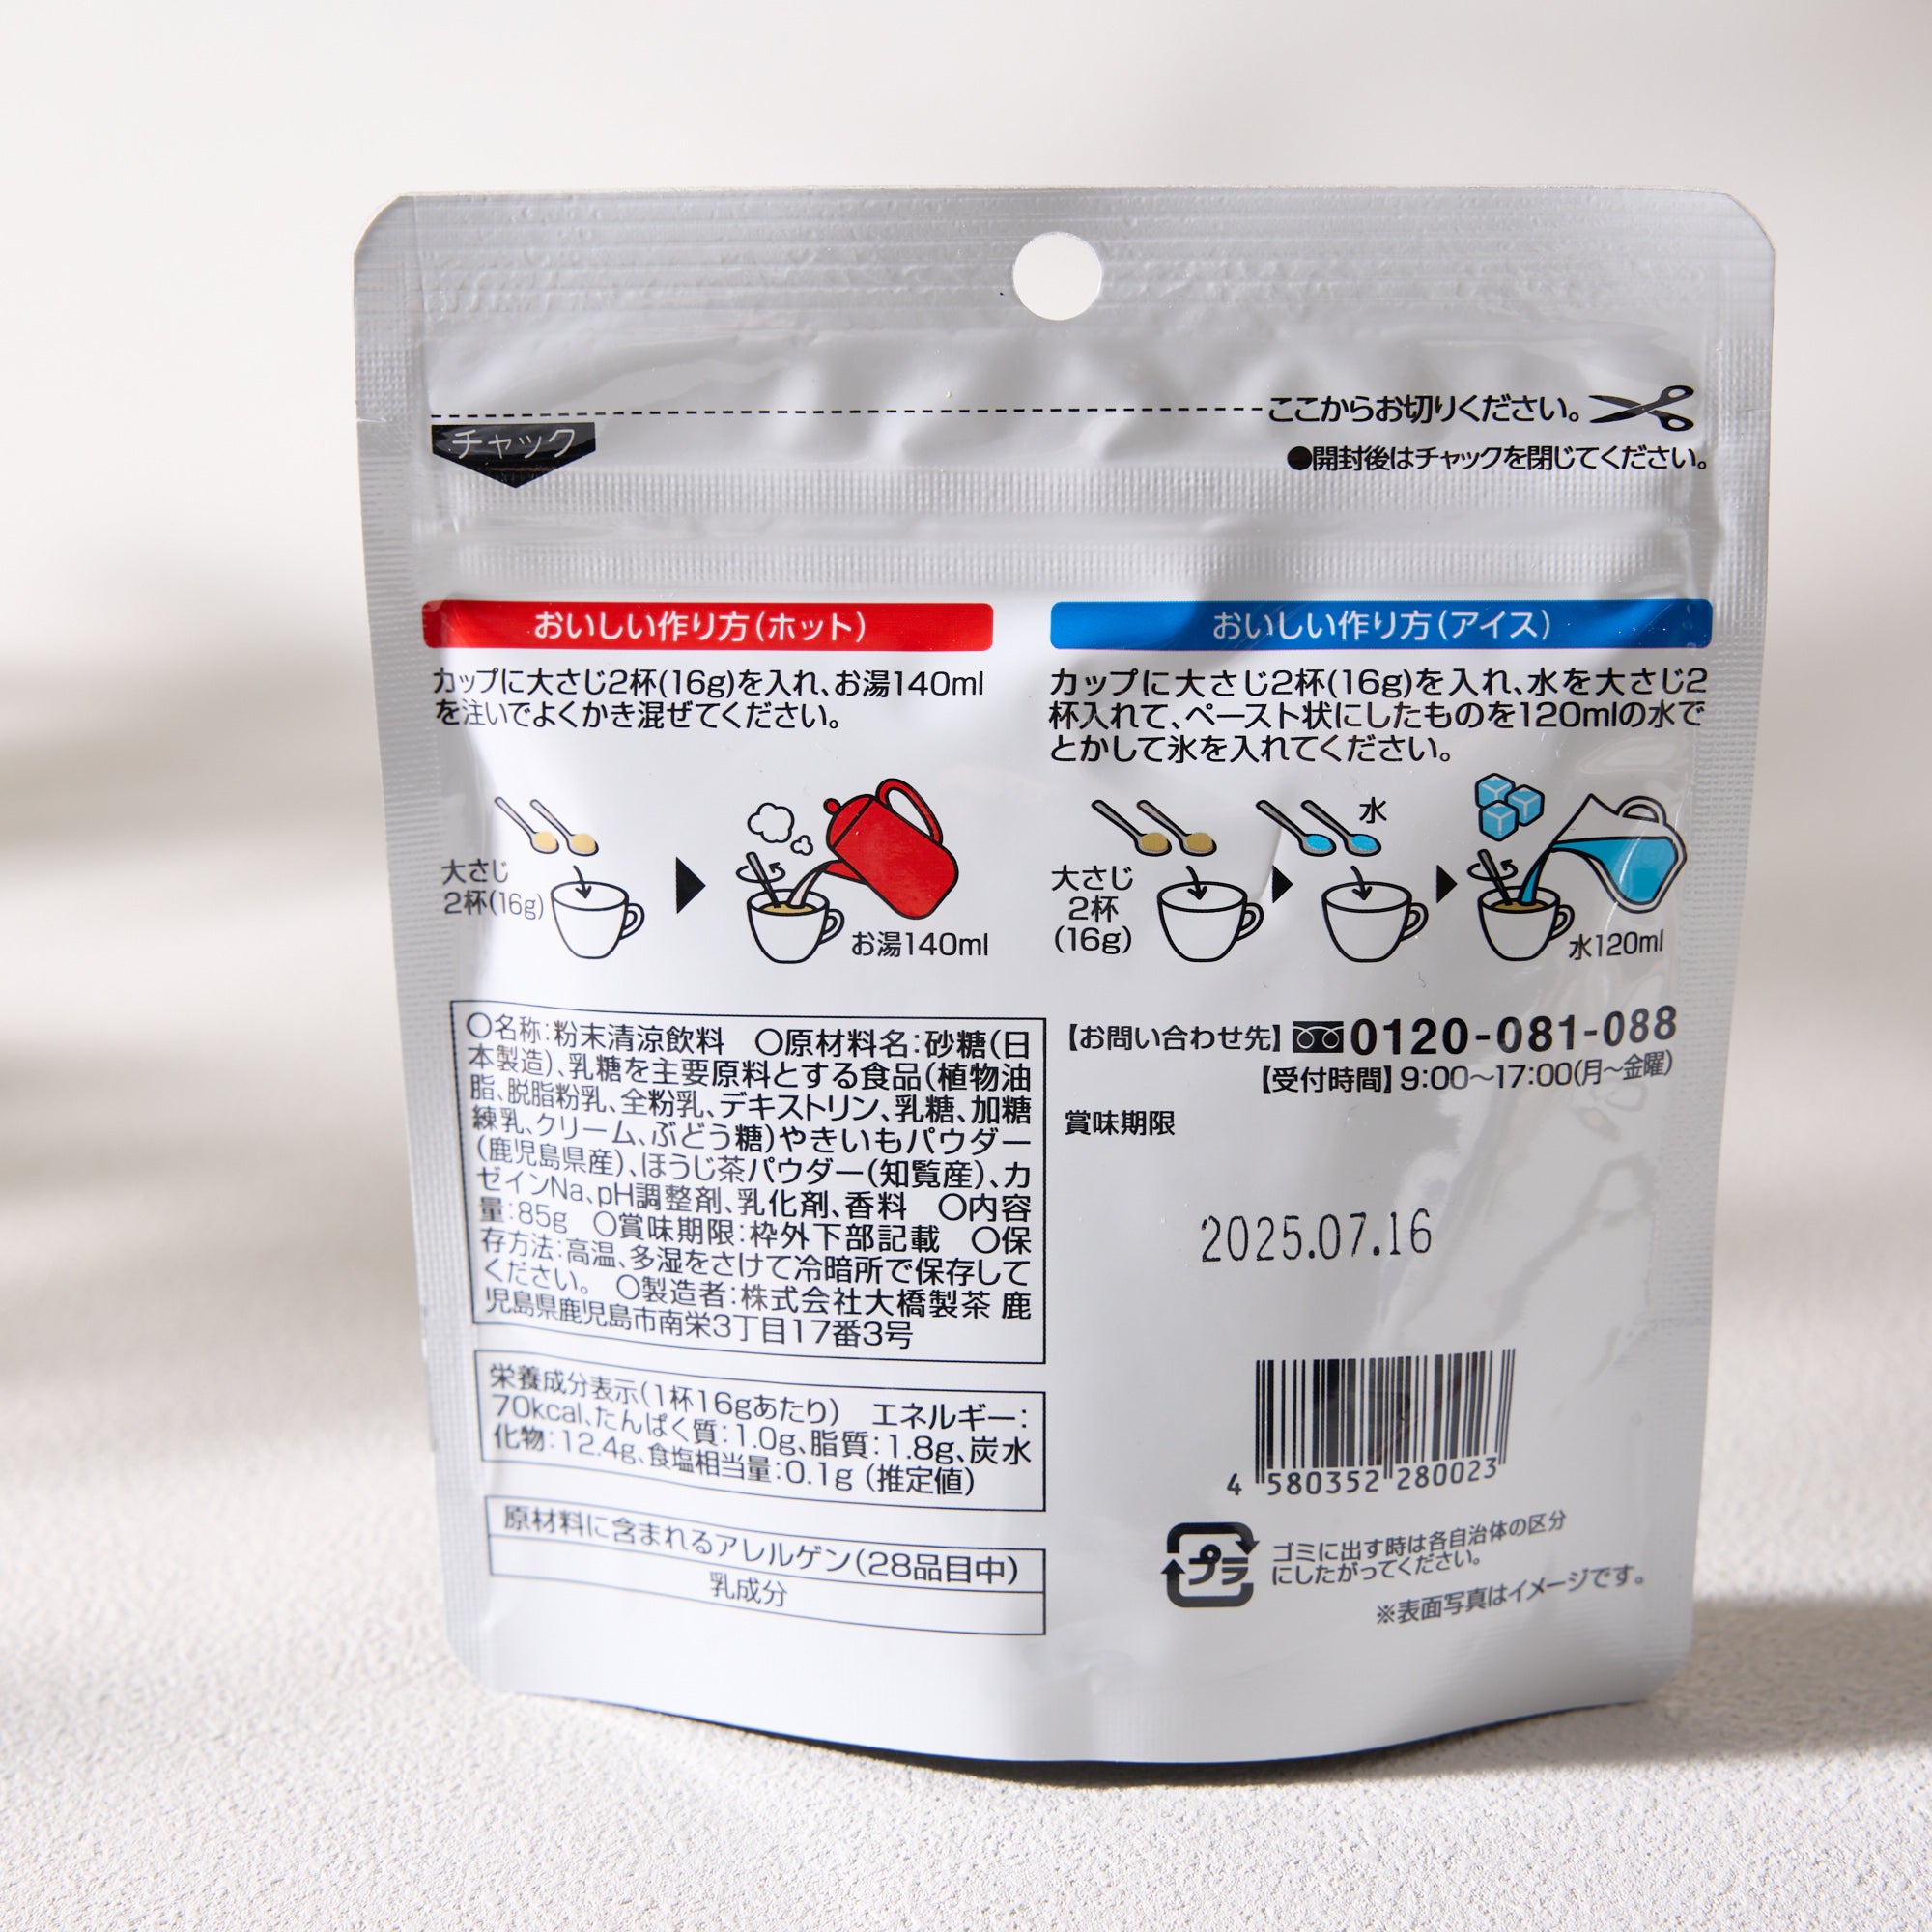 ここからお切りください。
チャック
●開封後はチャックを閉じてください。
おいしい作り方(ホット)
カップに大さじ2杯(16g)を入れ、お湯140ml
を注いでよくかき混ぜてください。
大さじ
2杯(16g)
お湯140ml
おいしい作り方(アイス)
カップに大さじ2杯(16g)を入れ、水を大さじ2
杯入れて、ペースト状にしたものを120mlの水で
とかして氷を入れてください。
水
大さじ
2杯
(16g)
水120ml
〇名称:粉末清涼飲料 〇原材料名:砂糖(日
本製造)、乳糖を主要原料とする食品(植物油
脂、脱脂粉乳、全粉乳、デキストリン、乳糖、加糖
練乳、クリーム、ぶどう糖)やきいもパウダー
(鹿児島県産)、ほうじ茶パウダー(知覧産)、カ
ゼインNa、pH調整剤、乳化剤、香料 〇内容
量:85g 〇賞味期限:枠外下部記載 〇保
存方法:高温、多湿をさけて冷暗所で保存して
ください。 〇製造者:株式会社大橋製茶 鹿
児島県鹿児島市南栄3丁目17番3号
栄養成分表示(1杯16gあたり) エネルギー:
70kcal、たんぱく質:1.0g、脂質:1.8g、炭水
化物:12.4g、食塩相当量:0.1g(推定値)
原材料に含まれるアレルゲン(28品目中)
乳成分
【お問い合わせ先】0120-081-088
【受付時間】9:00〜17:00(月〜金曜)
賞味期限
2025.07.16
4 580352 280023
プラ
ゴミに出す時は各自治体の区分
にしたがってください。
※表面写真はイメージです。